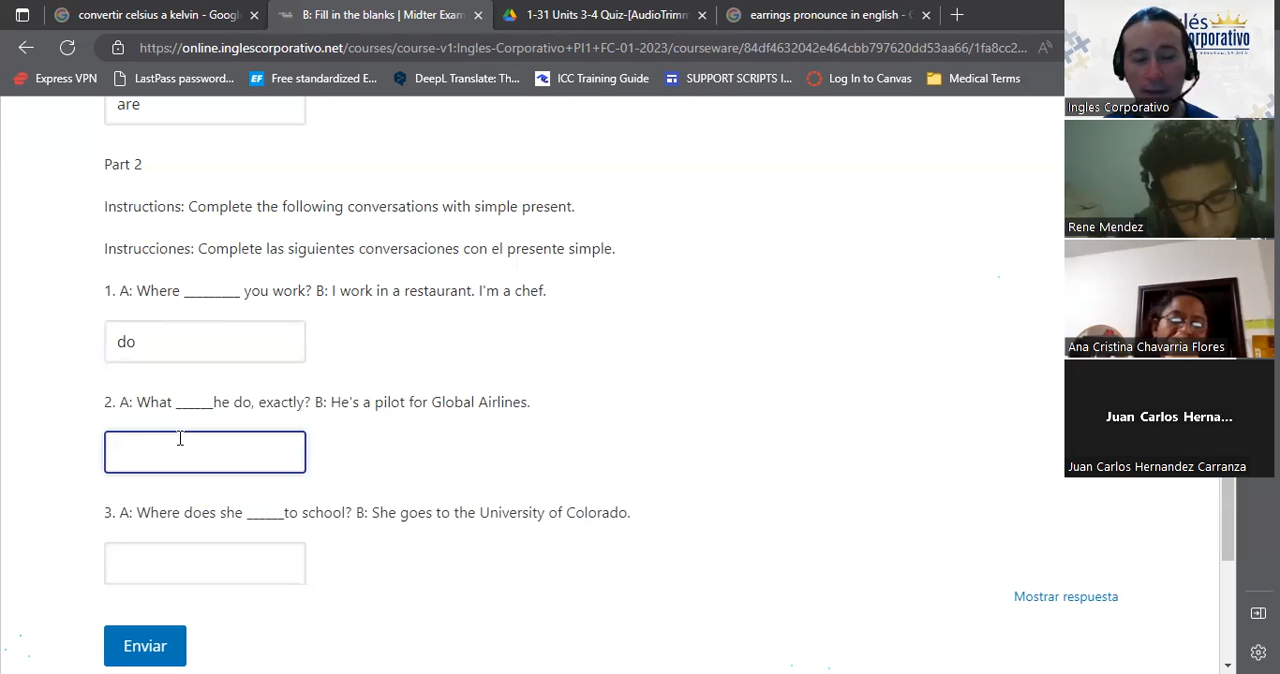 convertir celsius a kelvin - Googl
B: Fill in the blanks | Midter Exam
1-31 Units 3-4 Quiz-[AudioTrimm
earrings pronounce in english - G
https://online.inglescorporativo.net/courses/course-v1:Ingles-Corporativo+PI1+FC-01-2023/courseware/84df4632042e464cbb797620dd53aa66/1fa8cc2...
Express VPN
LastPass password...
EF Free standardized E...
DeepL Translate: Th...
ICC Training Guide
SUPPORT SCRIPTS I...
Log In to Canvas
Medical Terms
are
Part 2
Instructions: Complete the following conversations with simple present.
Instrucciones: Complete las siguientes conversaciones con el presente simple.
1. A: Where _________ you work? B: I work in a restaurant. I'm a chef.
do
2. A: What ______he do, exactly? B: He's a pilot for Global Airlines.
3. A: Where does she ______to school? B: She goes to the University of Colorado.
Mostrar respuesta
Enviar
Ingles Corporativo
Rene Mendez
Ana Cristina Chavarria Flores
Juan Carlos Herna...
Juan Carlos Hernandez Carranza